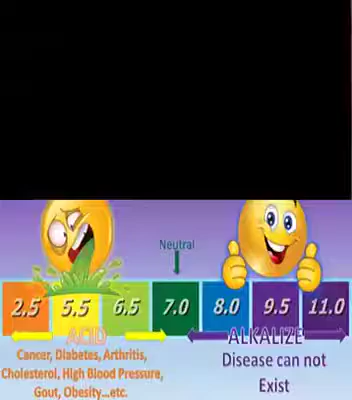 Neutral
2.5 5.5 6.5 7.0 8.0 9.5 11.0
ACID
Cancer, Diabetes, Arthritis,
Cholesterol, High Blood Pressure,
Gout, Obesity...etc.
ALKALIZE
Disease can not
Exist